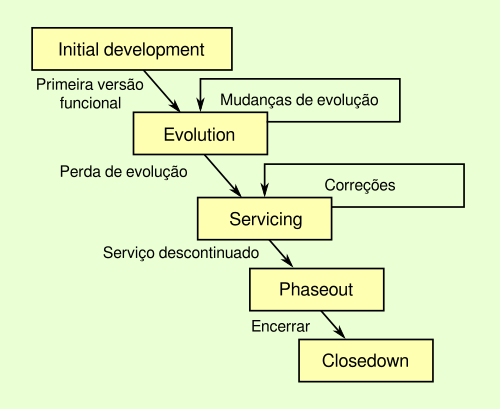 Initial development
Primeira versão
funcional
Mudanças de evolução
Evolution
Perda de evolução
Correções
Servicing
Serviço descontinuado
Phaseout
Encerrar
Closedown